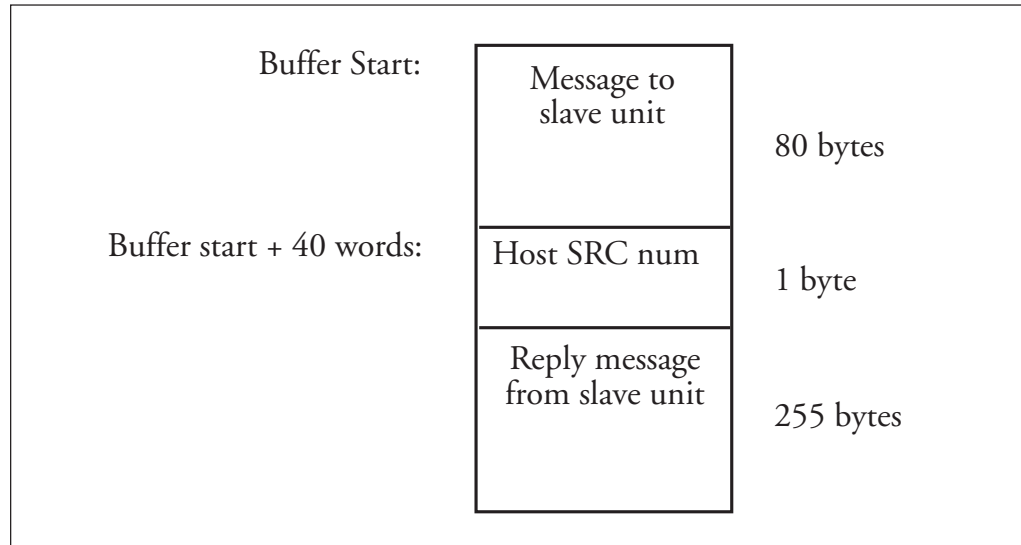 Buffer Start:
Message to
slave unit
80 bytes
Buffer start + 40 words:
Host SRC num
1 byte
Reply message
from slave unit
255 bytes